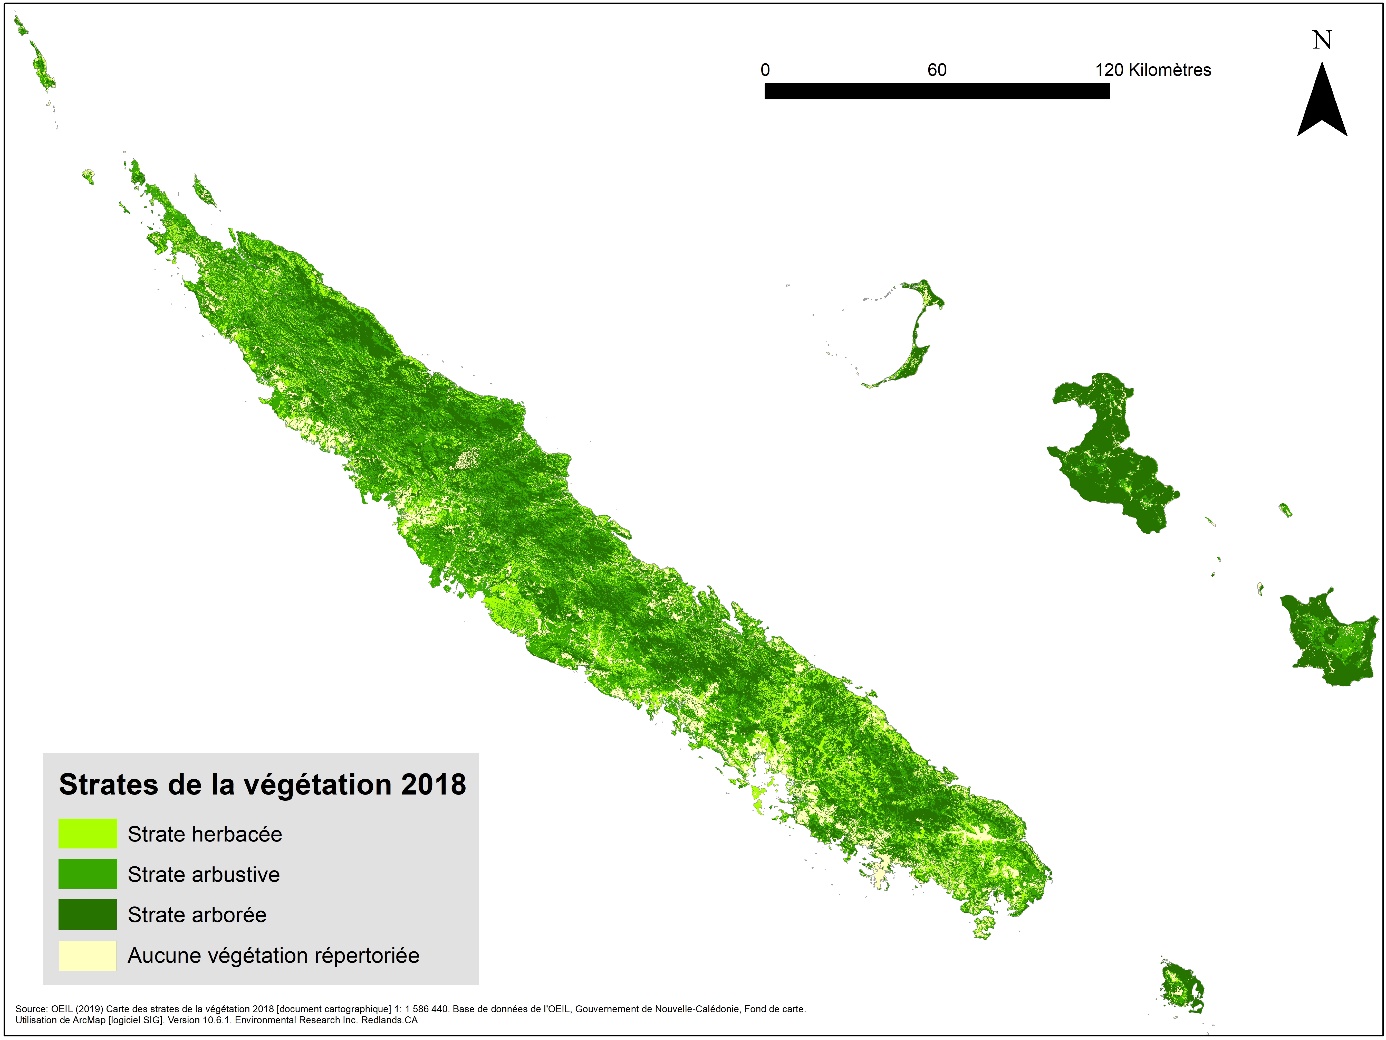 N
0 60 120 Kilomètres
Strates de la végétation 2018
Strate herbacée
Strate arbustive
Strate arborée
Aucune végétation répertoriée
Source: OEIL (2019) Carte des strates de la végétation 2018 [document cartographique] 1: 1 586 440. Base de données de l'OEIL, Gouvernement de Nouvelle-Calédonie, Fond de carte.
Utilisation de ArcMap [logiciel SIG]. Version 10.6.1. Environmental Research Inc. Redlands.CA